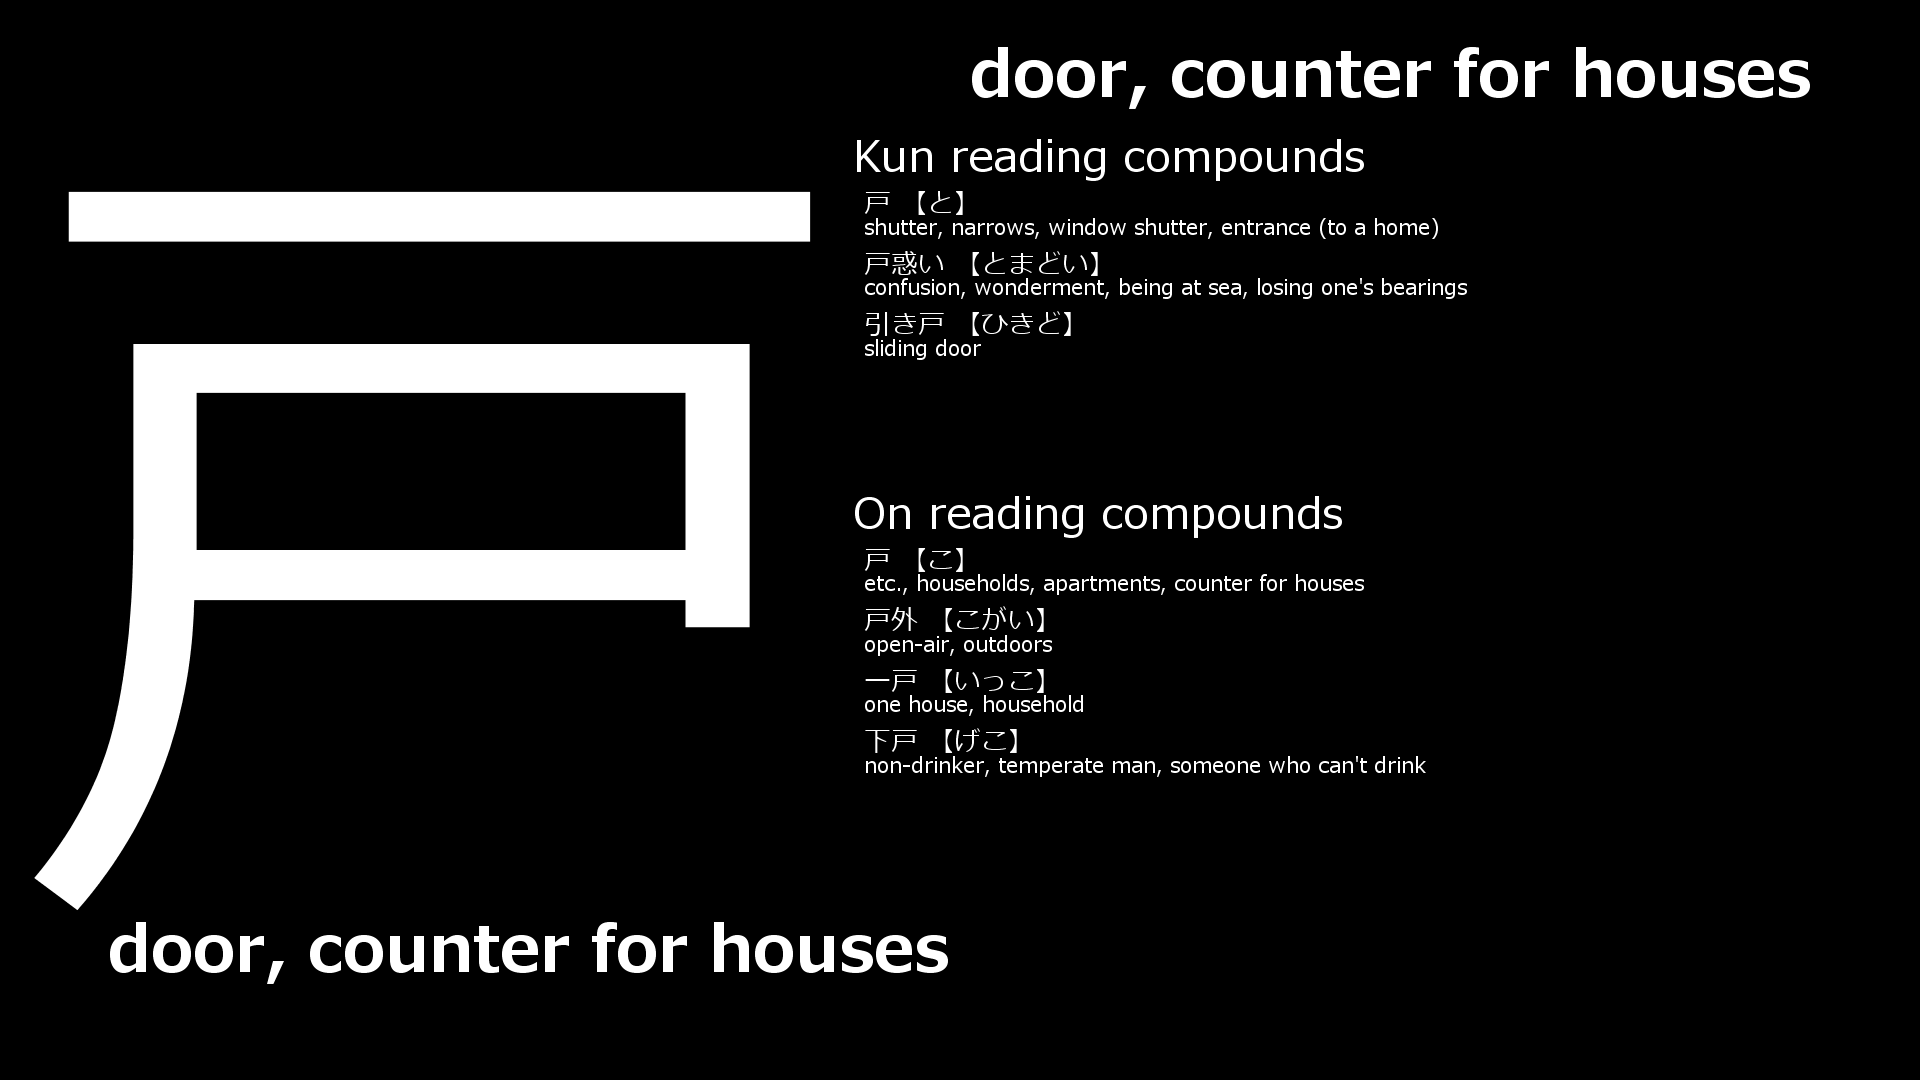 door, counter for houses
戸
Kun reading compounds
戸 【と】
shutter, narrows, window shutter, entrance (to a home)
戸惑い 【とまどい】
confusion, wonderment, being at sea, losing one's bearings
引き戸 【ひきど】
sliding door
On reading compounds
戸 【こ】
etc., households, apartments, counter for houses
戸外 【こがい】
open-air, outdoors
一戸 【いっこ】
one house, household
下戸 【げこ】
non-drinker, temperate man, someone who can't drink
door, counter for houses